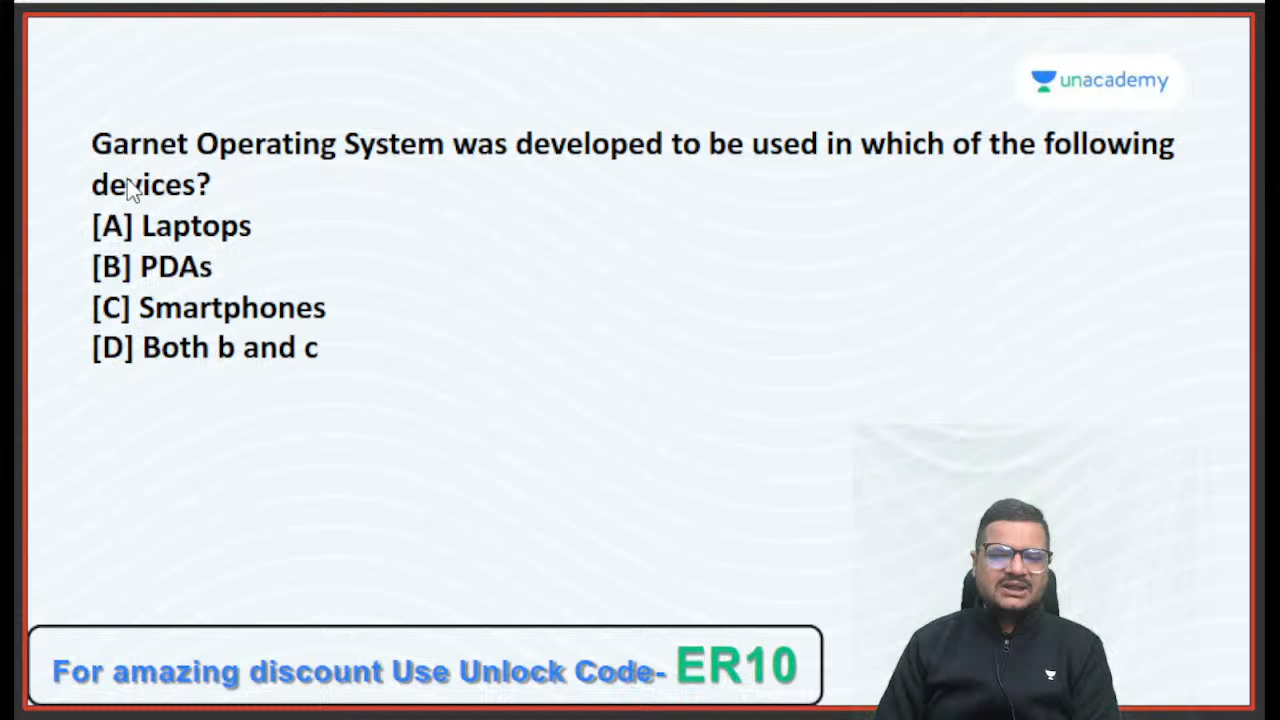 unacademy
Garnet Operating System was developed to be used in which of the following
devices?
[A] Laptops
[B] PDAs
[C] Smartphones
[D] Both b and c
For amazing discount Use Unlock Code- ER10